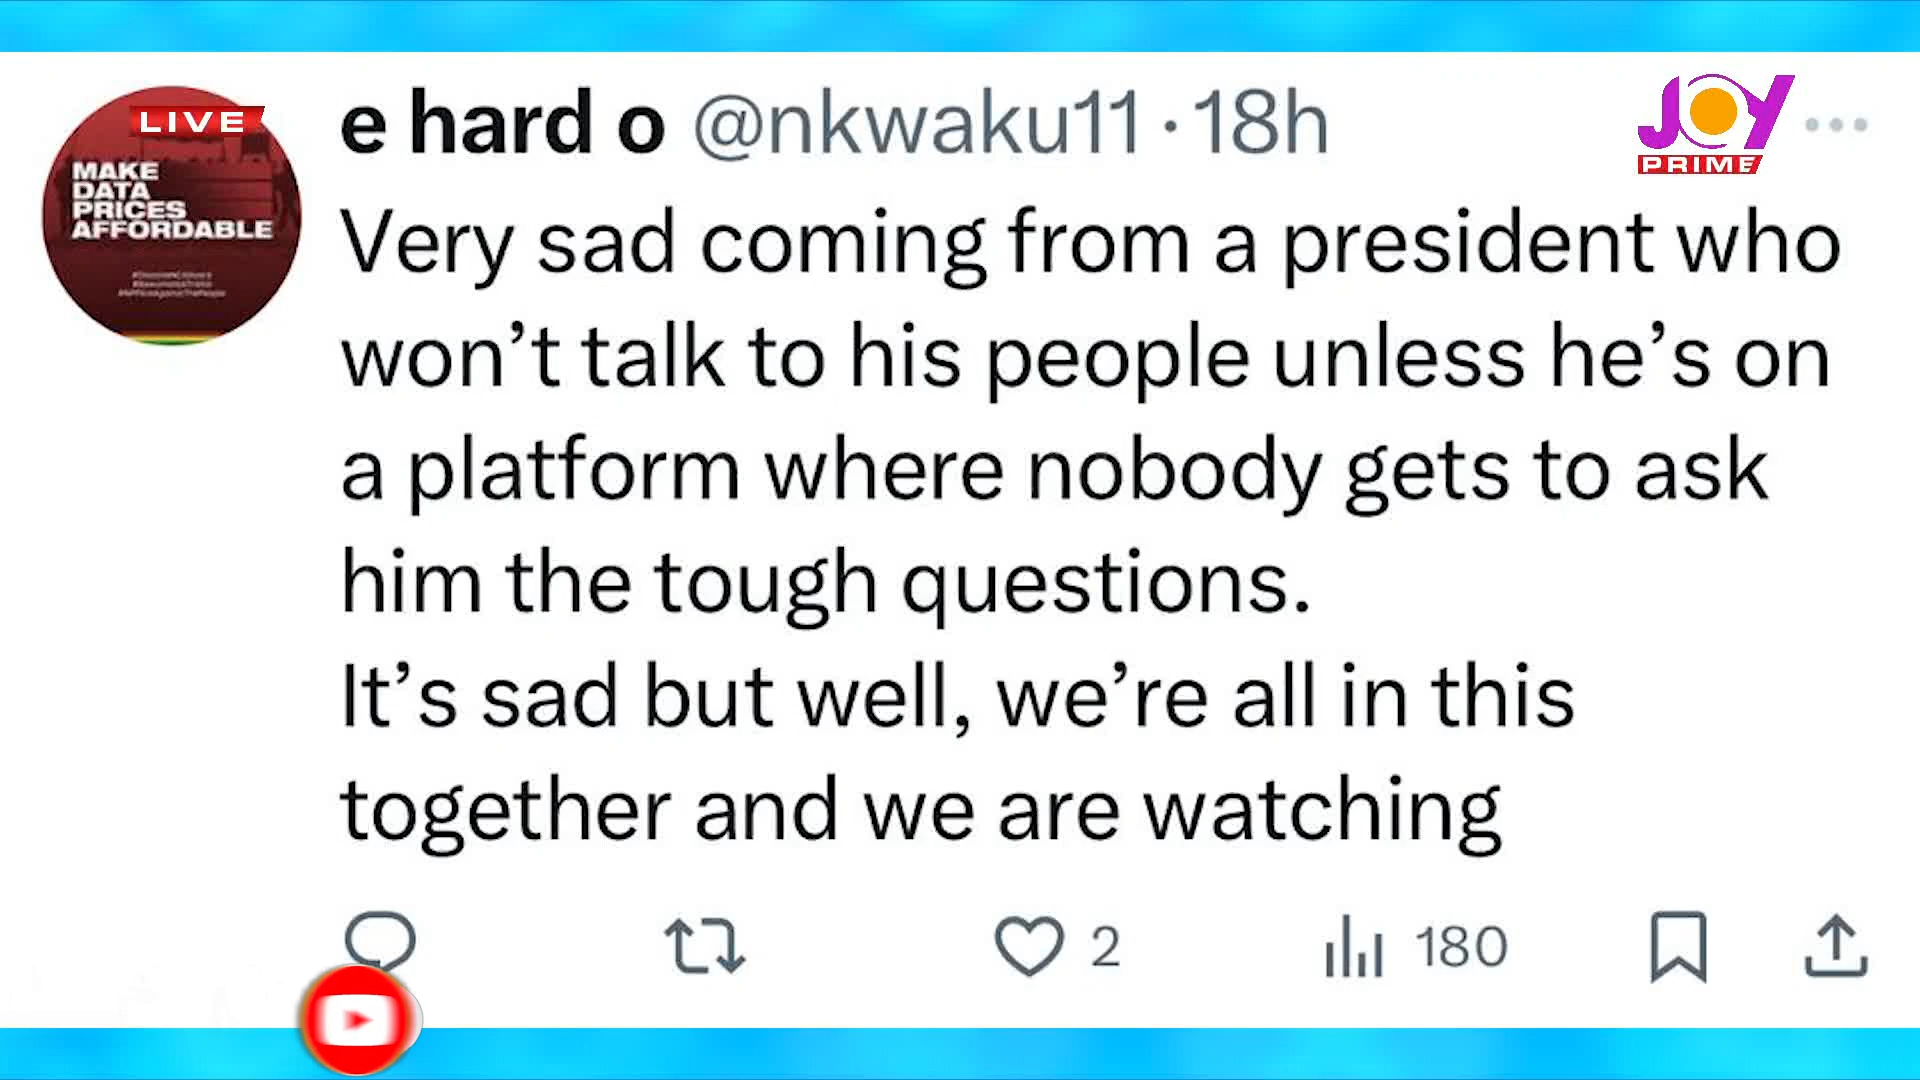 LIVE
MAKE
DATA
PRICES
AFFORDABLE
e hard o @nkwaku11 · 18h
JOY
PRIME
Very sad coming from a president who
won’t talk to his people unless he’s on
a platform where nobody gets to ask
him the tough questions.
It’s sad but well, we’re all in this
together and we are watching
2
180